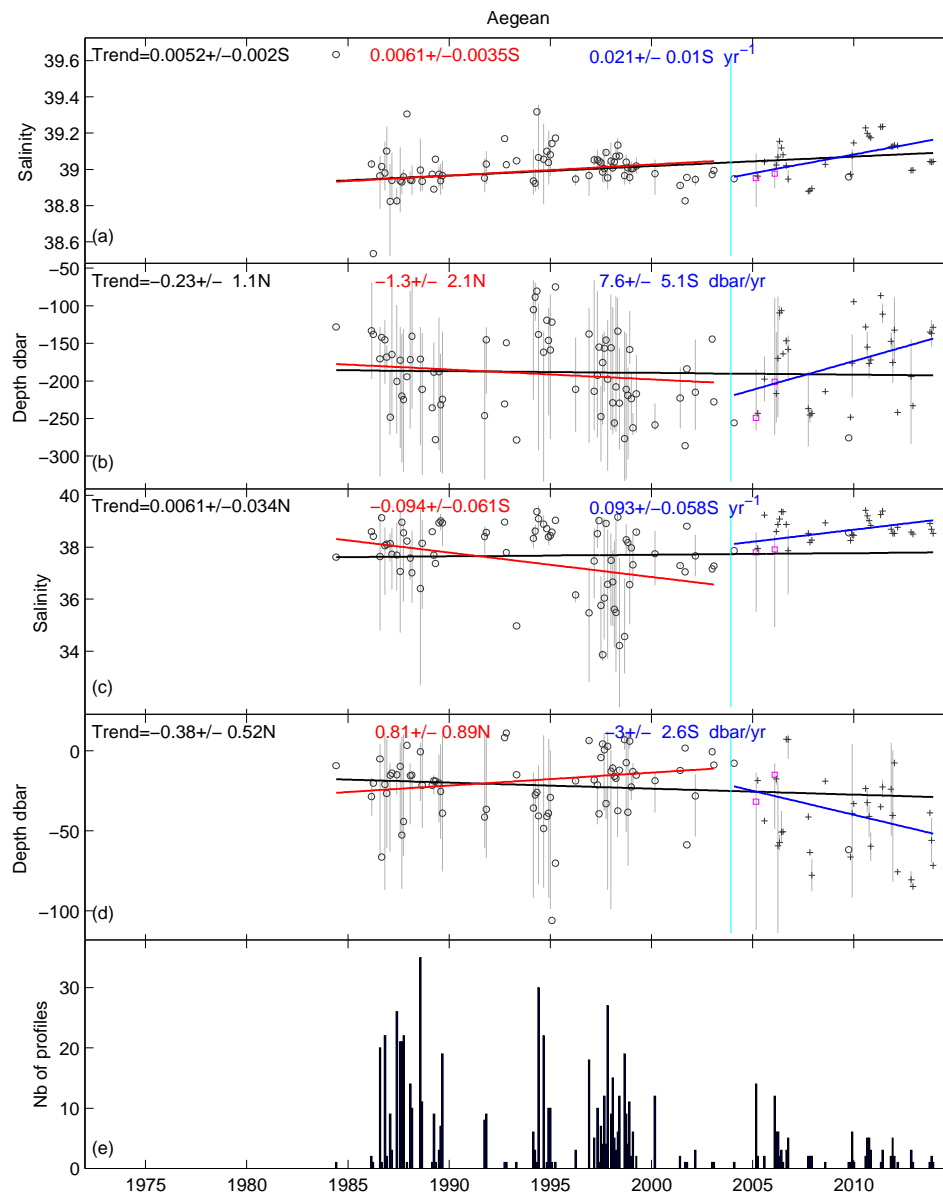 Aegean
Trend=0.0052+/−0.002S 0.0061+/−0.0035S 0.021+/− 0.01S yr−1
39.6
39.4
39.2
39
38.8
38.6
Salinity
(a)
Trend=−0.23+/− 1.1N −1.3+/− 2.1N 7.6+/− 5.1S dbar/yr
−50
−100
−150
−200
−250
−300
Depth dbar
(b)
Trend=0.0061+/−0.034N −0.094+/−0.061S 0.093+/−0.058S yr−1
40
38
36
34
Salinity
(c)
Trend=−0.38+/− 0.52N 0.81+/− 0.89N −3+/− 2.6S dbar/yr
0
−50
−100
Depth dbar
(d)
30
20
10
0
Nb of profiles
(e)
1975 1980 1985 1990 1995 2000 2005 2010